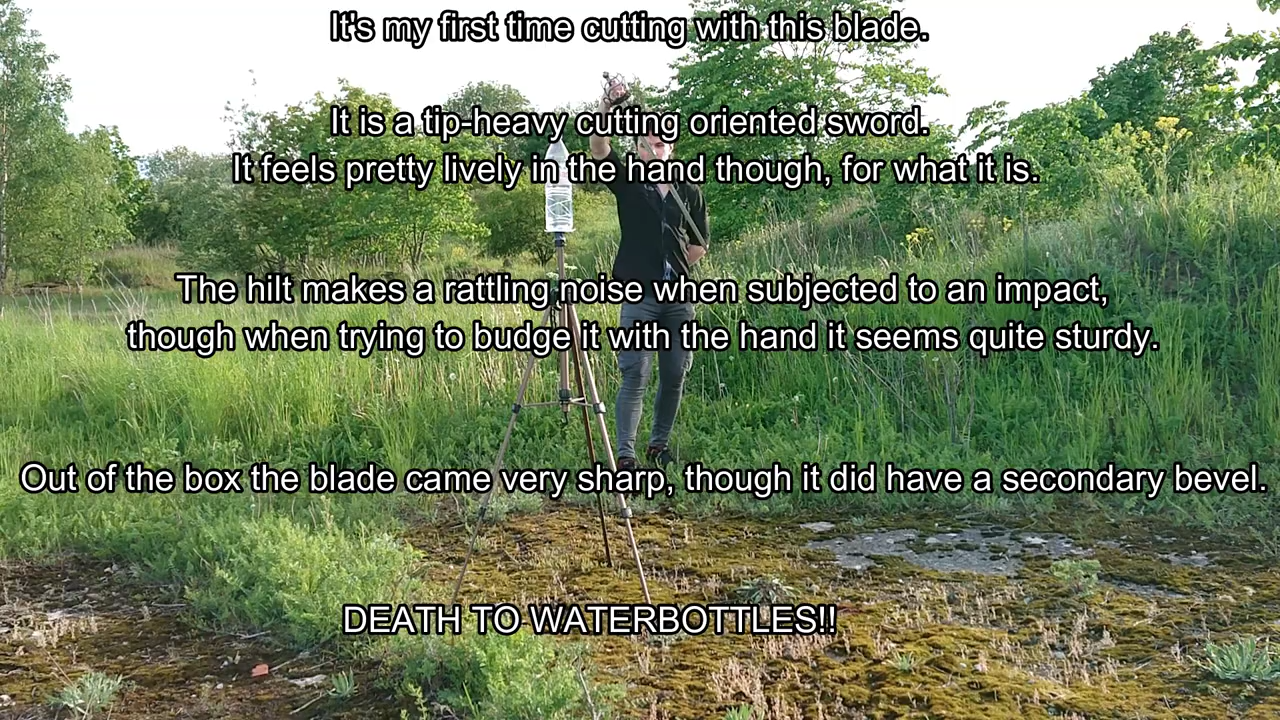 It's my first time cutting with this blade.
It is a tip-heavy cutting oriented sword.
It feels pretty lively in the hand though, for what it is.
The hilt makes a rattling noise when subjected to an impact,
though when trying to budge it with the hand it seems quite sturdy.
Out of the box the blade came very sharp, though it did have a secondary bevel.
DEATH TO WATERBOTTLES!!